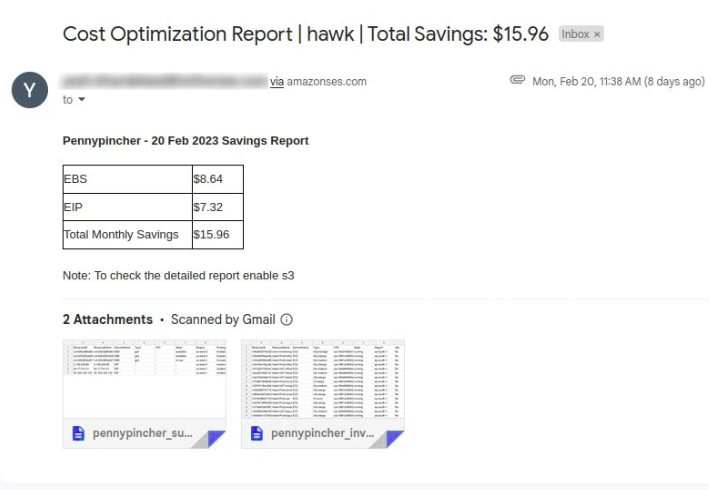 Cost Optimization Report | hawk | Total Savings: $15.96 Inbox ×
Y
via amazonses.com
Mon, Feb 20, 11:38 AM (8 days ago)
to
Pennypincher - 20 Feb 2023 Savings Report
EBS $8.64
EIP $7.32
Total Monthly Savings $15.96
Note: To check the detailed report enable s3
2 Attachments • Scanned by Gmail
pennypincher_su... pennypincher_inv...